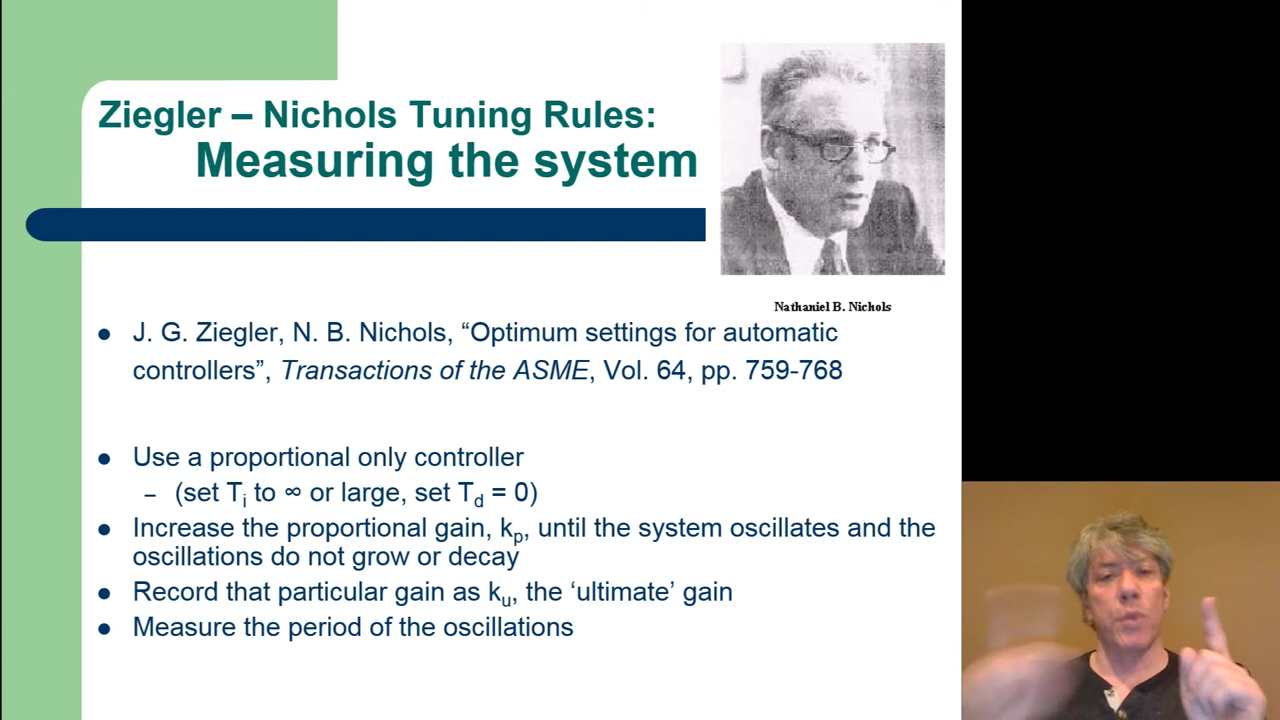 Ziegler – Nichols Tuning Rules:
Measuring the system
Nathaniel B. Nichols
● J. G. Ziegler, N. B. Nichols, “Optimum settings for automatic
controllers”, Transactions of the ASME, Vol. 64, pp. 759-768
● Use a proportional only controller
– (set Ti to ∞ or large, set Td = 0)
● Increase the proportional gain, kp, until the system oscillates and the
oscillations do not grow or decay
● Record that particular gain as ku, the ‘ultimate’ gain
● Measure the period of the oscillations